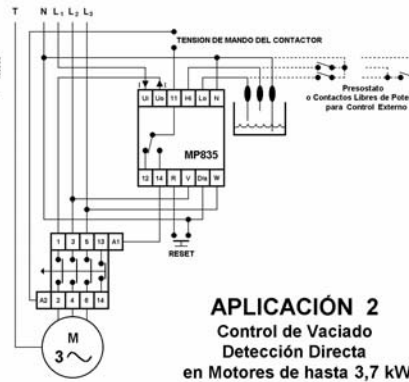 T N L₁ L₂ L₃
TENSION DE MANDO DEL CONTACTOR
Ui Uo 11 Hi Lo N
Presostato
o Contactos Libres de Poten
para Control Externo
MP835
12 14 R V Dis W
1 3 5 13 A1
RESET
A2 2 4 6 14
M
3
APLICACIÓN 2
Control de Vaciado
Detección Directa
en Motores de hasta 3,7 kW